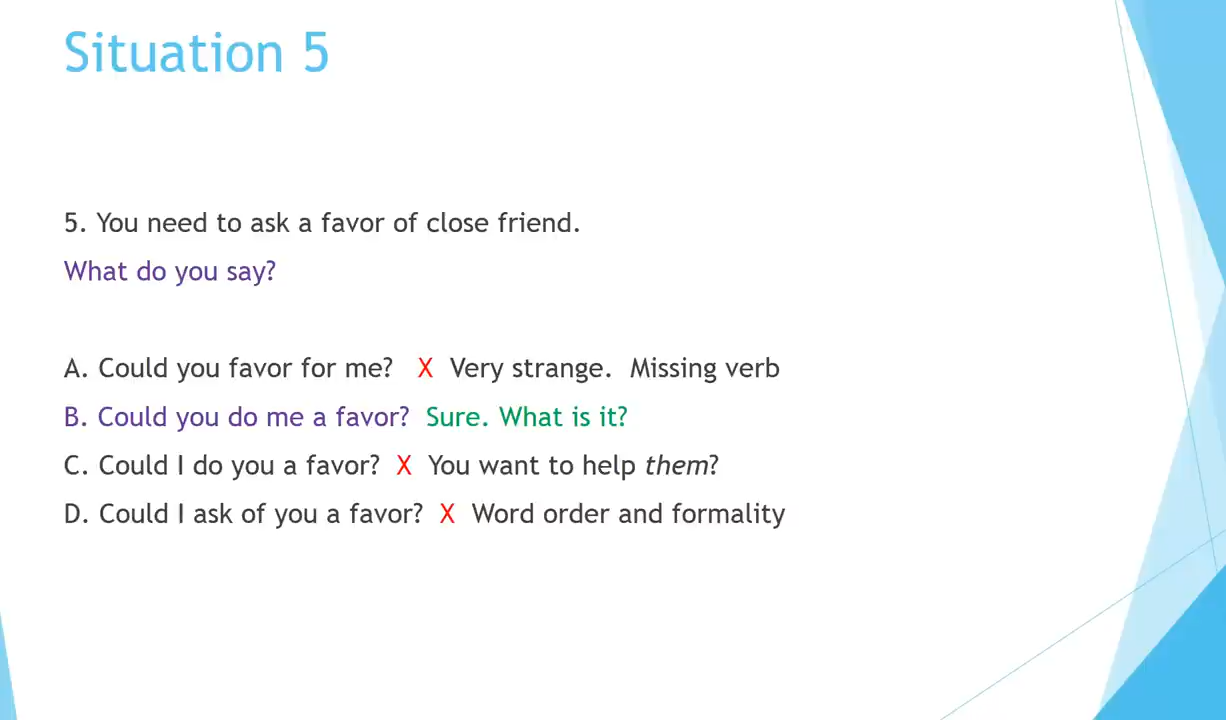 Situation 5
5. You need to ask a favor of close friend.
What do you say?
A. Could you favor for me? X Very strange. Missing verb
B. Could you do me a favor? Sure. What is it?
C. Could I do you a favor? X You want to help them?
D. Could I ask of you a favor? X Word order and formality